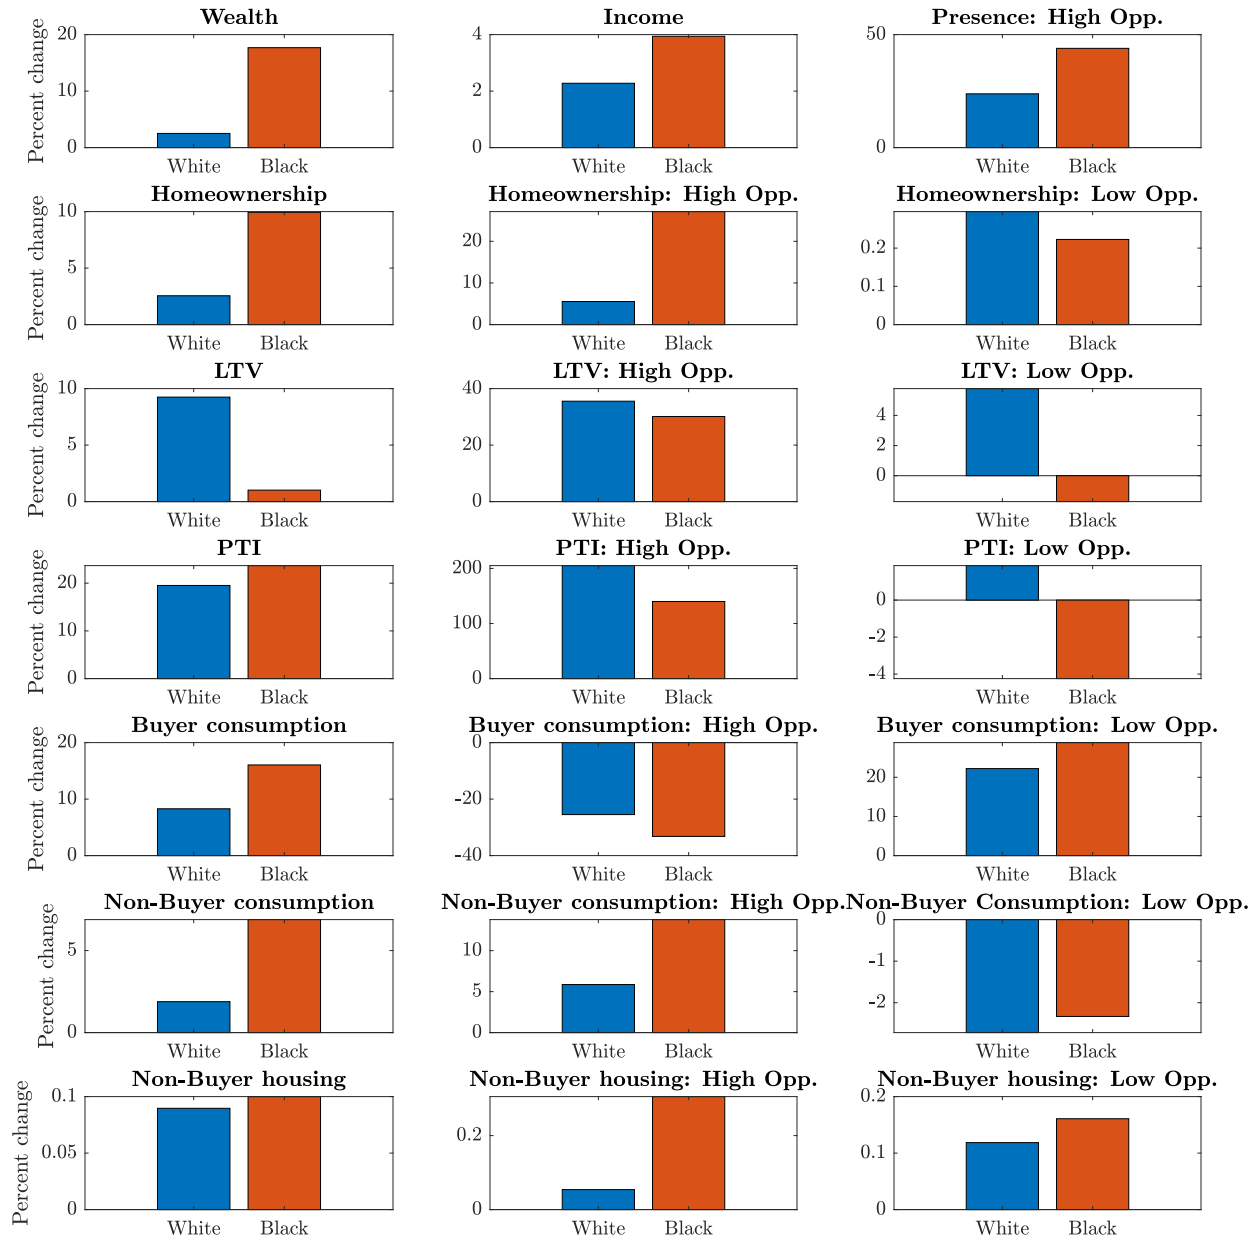 Wealth
Percent change
20
10
0
White Black
Income
4
2
0
White Black
Presence: High Opp.
50
0
White Black
Homeownership
Percent change
10
5
0
White Black
Homeownership: High Opp.
20
10
0
White Black
Homeownership: Low Opp.
0.2
0.1
0
White Black
LTV
Percent change
10
5
0
White Black
LTV: High Opp.
40
20
0
White Black
LTV: Low Opp.
4
2
0
White Black
PTI
Percent change
20
10
0
White Black
PTI: High Opp.
200
100
0
White Black
PTI: Low Opp.
0
-2
-4
White Black
Buyer consumption
Percent change
20
10
0
White Black
Buyer consumption: High Opp.
0
-20
-40
White Black
Buyer consumption: Low Opp.
20
10
0
White Black
Non-Buyer consumption
Percent change
5
0
White Black
Non-Buyer consumption: High Opp.
10
5
0
White Black
Non-Buyer Consumption: Low Opp.
0
-1
-2
White Black
Non-Buyer housing
Percent change
0.1
0.05
0
White Black
Non-Buyer housing: High Opp.
0.2
0
White Black
Non-Buyer housing: Low Opp.
0.2
0.1
0
White Black